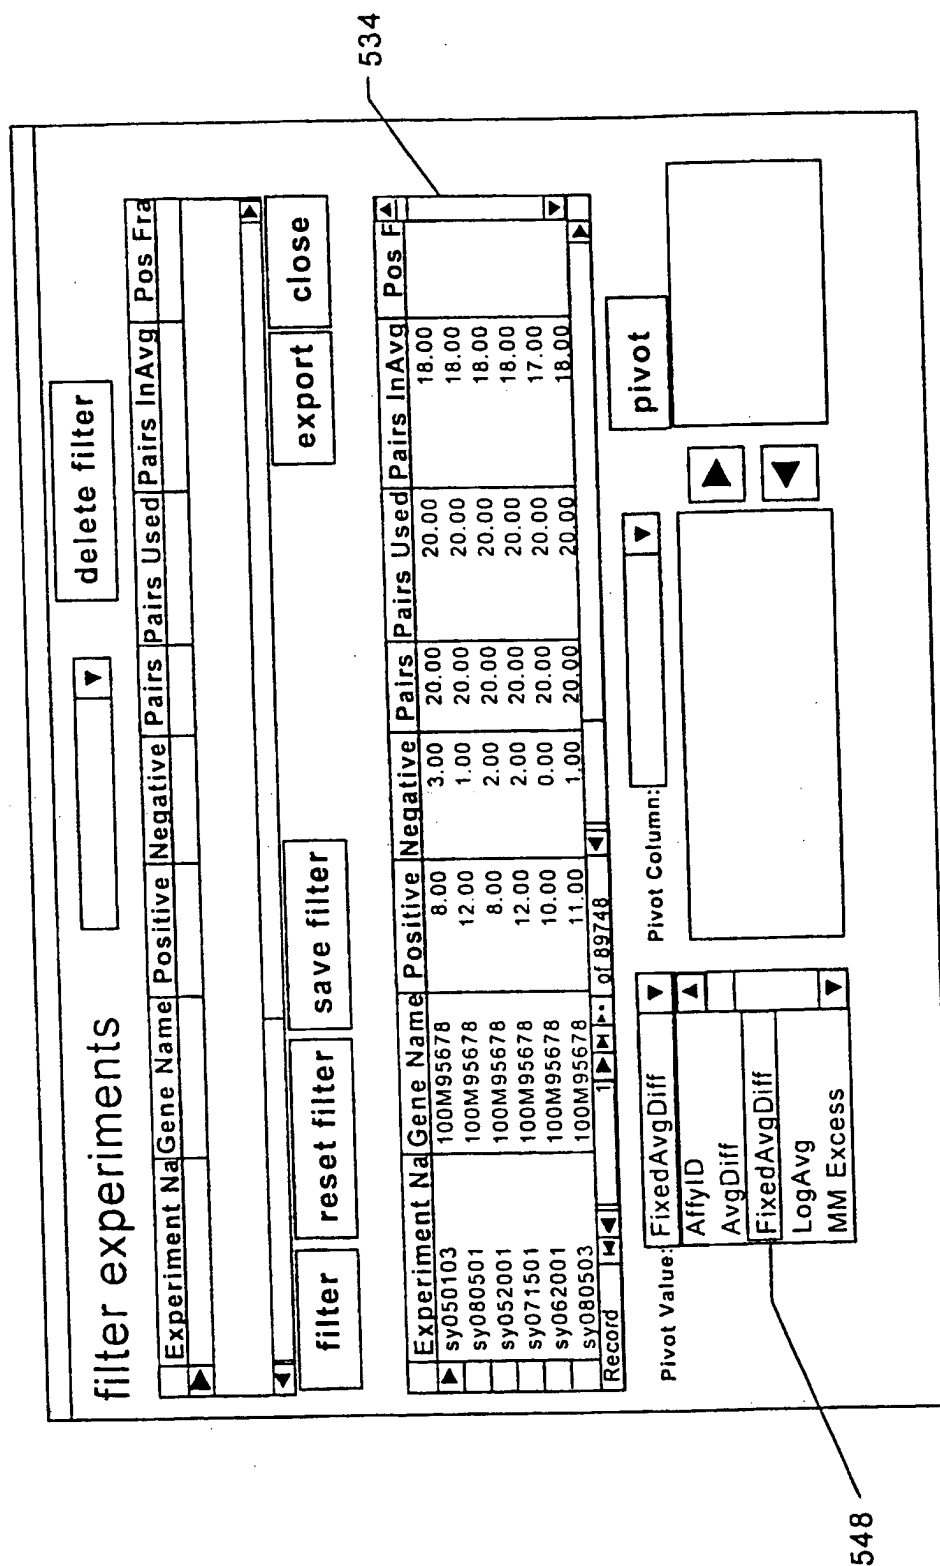 534
filter experiments
delete filter
Experiment Na Gene Name Positive Negative Pairs Pairs Used Pairs InAvg Pos Fra
filter reset filter save filter export close
Experiment Na Gene Name Positive Negative Pairs Pairs Used Pairs InAvg Pos F
sy050103 100M95678 8.00 3.00 20.00 20.00 18.00
sy080501 100M95678 12.00 1.00 20.00 20.00 18.00
sy052001 100M95678 8.00 2.00 20.00 20.00 18.00
sy071501 100M95678 12.00 2.00 20.00 20.00 18.00
sy062001 100M95678 10.00 0.00 20.00 20.00 17.00
sy080503 100M95678 11.00 1.00 20.00 20.00 18.00
Record 1 of 89748
Pivot Value: FixedAvgDiff Pivot Column: pivot
AffyID
AvgDiff
FixedAvgDiff
LogAvg
MM Excess
548